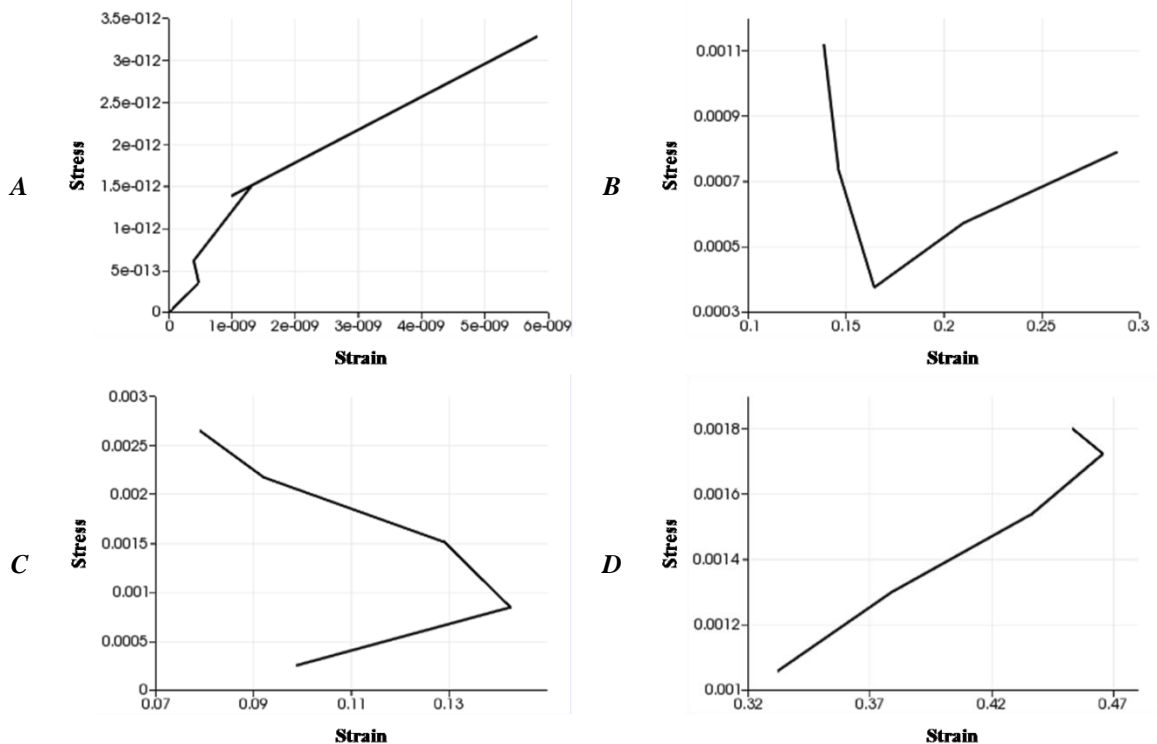 3.5e-012
3e-012
2.5e-012
2e-012
1.5e-012
1e-012
5e-013
0
Stress
A
0 1e-009 2e-009 3e-009 4e-009 5e-009 6e-009
Strain
0.0011
0.0009
0.0007
0.0005
0.0003
Stress
B
0.1 0.15 0.2 0.25 0.3
Strain
0.003
0.0025
0.002
0.0015
0.001
0.0005
0
Stress
C
0.07 0.09 0.11 0.13
Strain
0.0018
0.0016
0.0014
0.0012
0.001
Stress
D
0.32 0.37 0.42 0.47
Strain